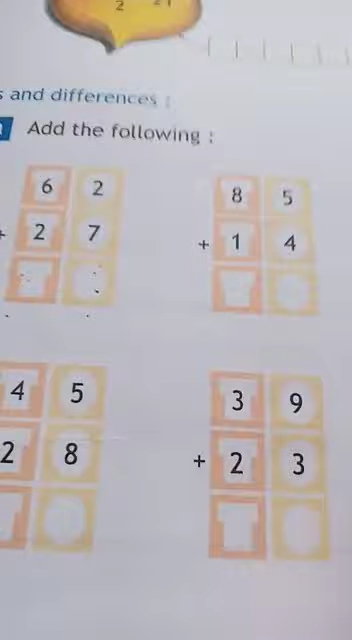 2
and differences :
Add the following :
6 2
+ 2 7
8 5
+ 1 4
4 5
2 8
3 9
+ 2 3